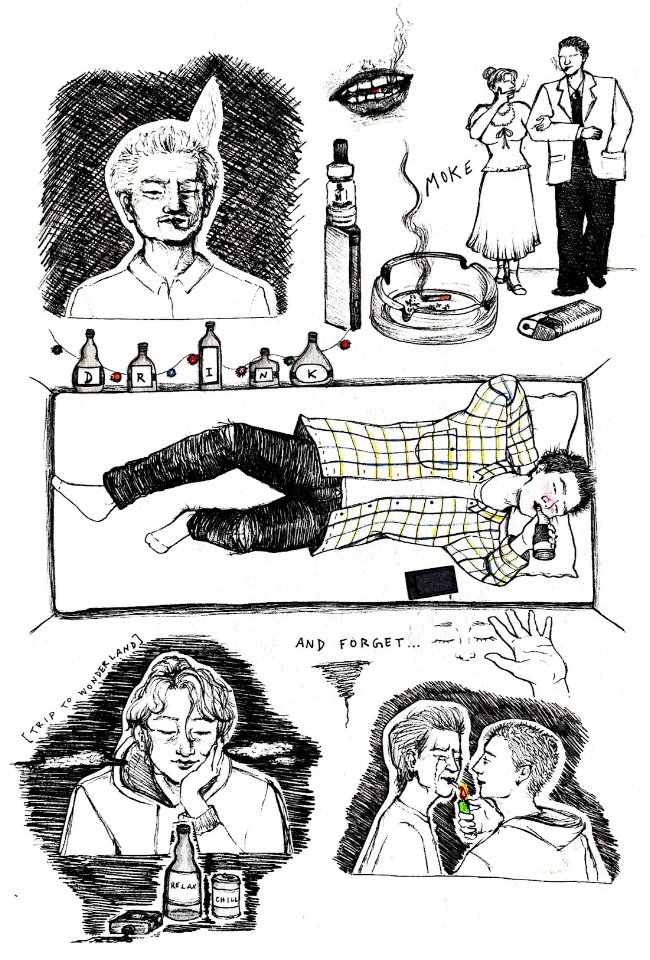 MOKE
D R I N K
[TRIP TO WONDERLAND]
AND FORGET...
RELAX
CHILL